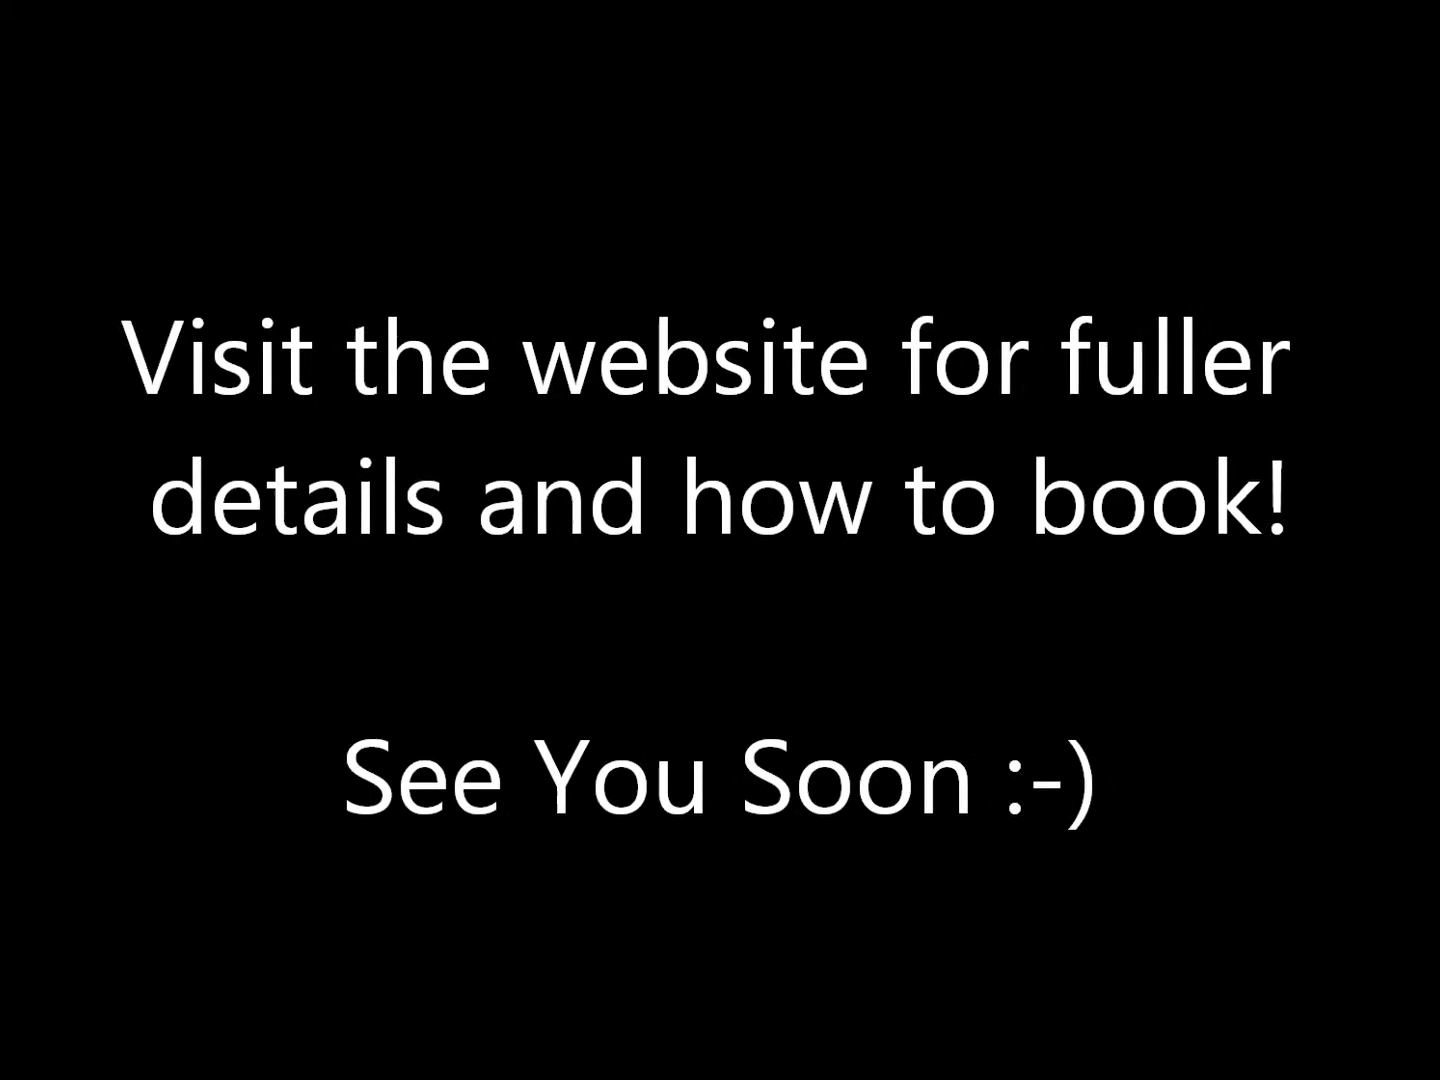 Visit the website for fuller
details and how to book!
See You Soon :-)